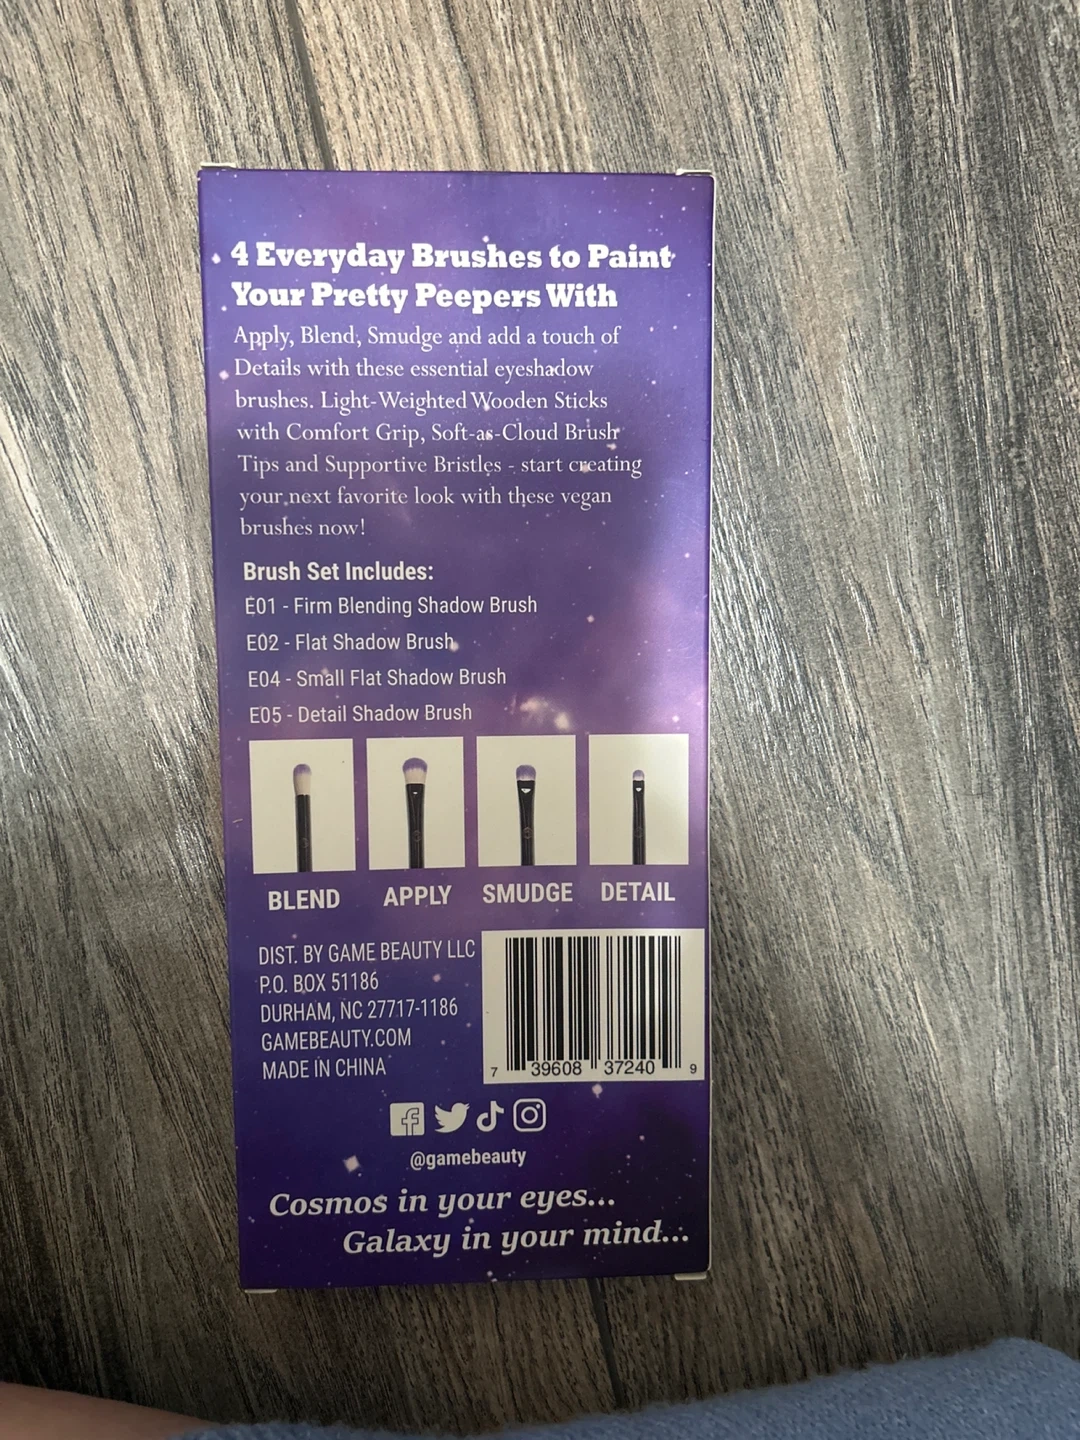 4 Everyday Brushes to Paint
Your Pretty Peepers With
Apply, Blend, Smudge and add a touch of
Details with these essential eyeshadow
brushes. Light-Weighted Wooden Sticks
with Comfort Grip, Soft-as-Cloud Brush
Tips and Supportive Bristles - start creating
your next favorite look with these vegan
brushes now!
Brush Set Includes:
E01 - Firm Blending Shadow Brush
E02 - Flat Shadow Brush
E04 - Small Flat Shadow Brush
E05 - Detail Shadow Brush
BLEND APPLY SMUDGE DETAIL
DIST. BY GAME BEAUTY LLC
P.O. BOX 51186
DURHAM, NC 27717-1186
GAMEBEAUTY.COM
MADE IN CHINA
7 39608 37240 9
@gamebeauty
Cosmos in your eyes...
Galaxy in your mind...